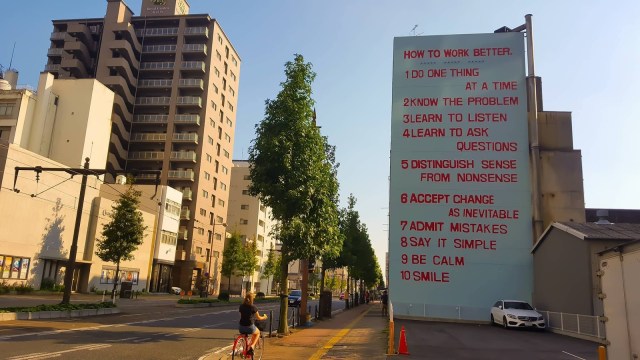 HOW TO WORK BETTER.
1 DO ONE THING
AT A TIME
2 KNOW THE PROBLEM
3 LEARN TO LISTEN
4 LEARN TO ASK
QUESTIONS
5 DISTINGUISH SENSE
FROM NONSENSE
6 ACCEPT CHANGE
AS INEVITABLE
7 ADMIT MISTAKES
8 SAY IT SIMPLE
9 BE CALM
10 SMILE